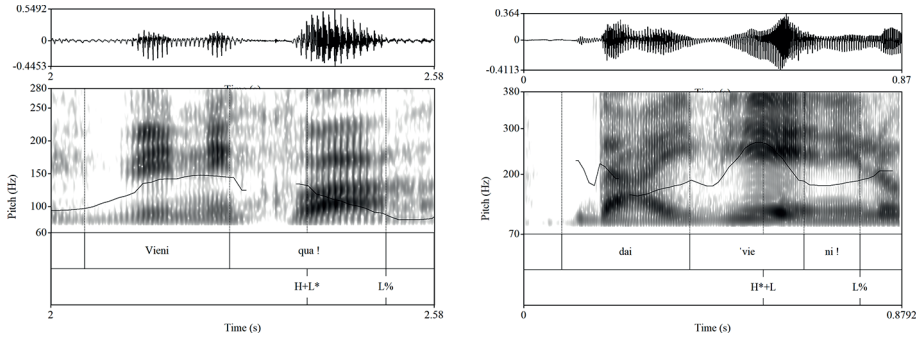 0.5492
0
-0.4453
2
2.58
Time (s)
280
200
150
100
60
Pitch (Hz)
Vieni
qua !
H+L*
L%
2
2.58
Time (s)
0.364
0
-0.4113
0
0.87
Time (s)
380
300
200
70
Pitch (Hz)
dai
'vie
ni !
H*+L
L%
0
0.8792
Time (s)